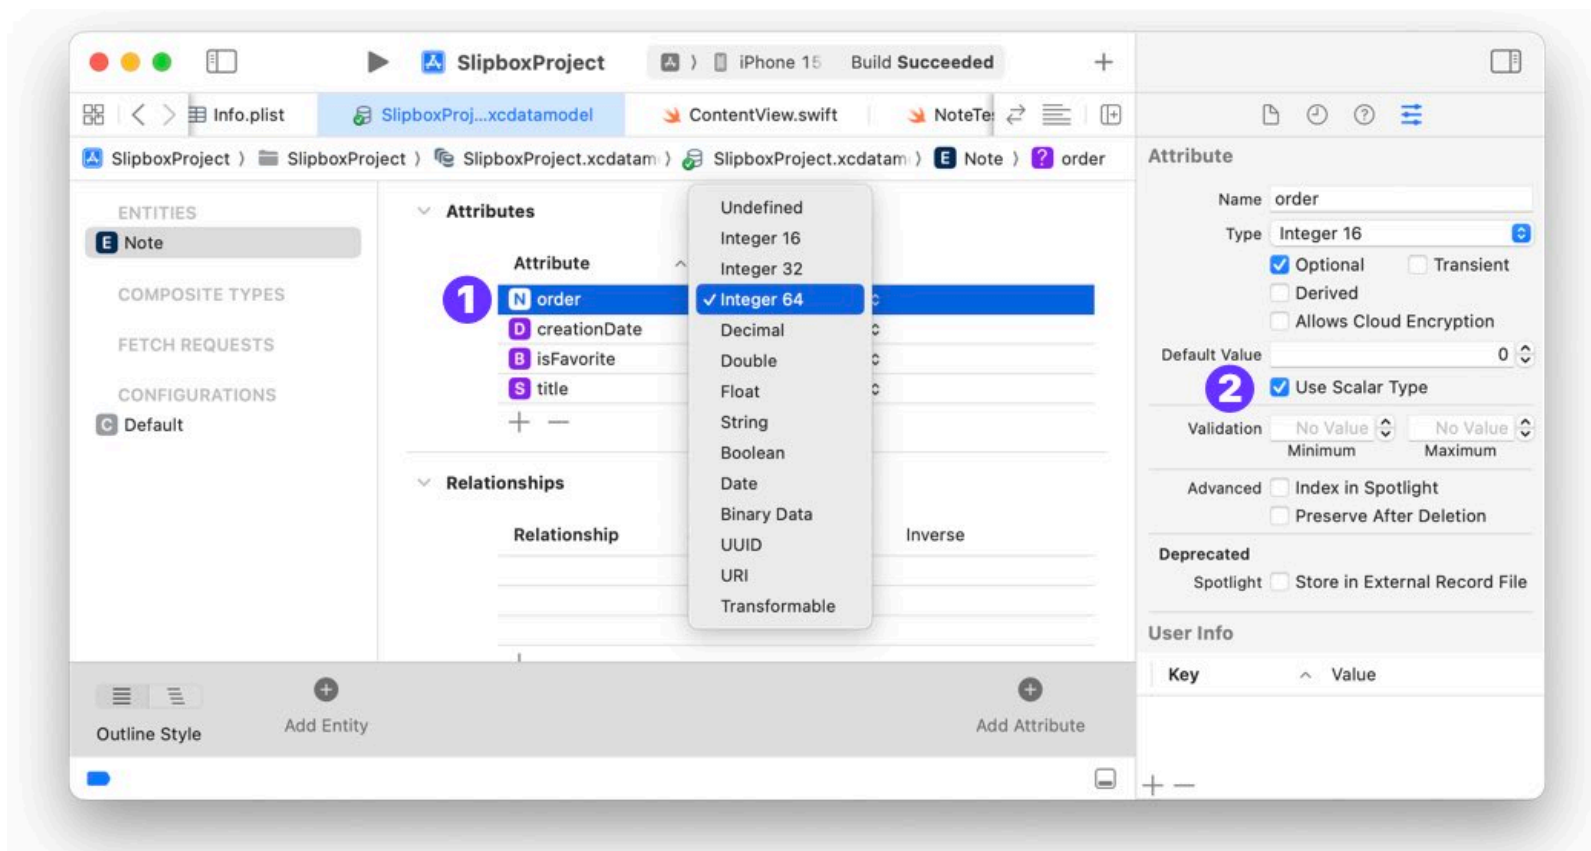 SlipboxProject
iPhone 15
Build Succeeded
Info.plist
SlipboxProj...xcdatamodel
ContentView.swift
NoteTe
SlipboxProject
SlipboxProject
SlipboxProject.xcdatam
SlipboxProject.xcdatam
E Note
? order
ENTITIES
E Note
COMPOSITE TYPES
FETCH REQUESTS
CONFIGURATIONS
C Default
Attributes
Attribute
1
N order
D creationDate
B isFavorite
S title
Undefined
Integer 16
Integer 32
✓ Integer 64
Decimal
Double
Float
String
Boolean
Date
Binary Data
UUID
URI
Transformable
Relationships
Relationship
Inverse
Outline Style
Add Entity
Add Attribute
Attribute
Name order
Type Integer 16
Optional Transient
Derived
Allows Cloud Encryption
Default Value 0
2 Use Scalar Type
Validation No Value No Value
Minimum Maximum
Advanced Index in Spotlight
Preserve After Deletion
Deprecated
Spotlight Store in External Record File
User Info
Key Value